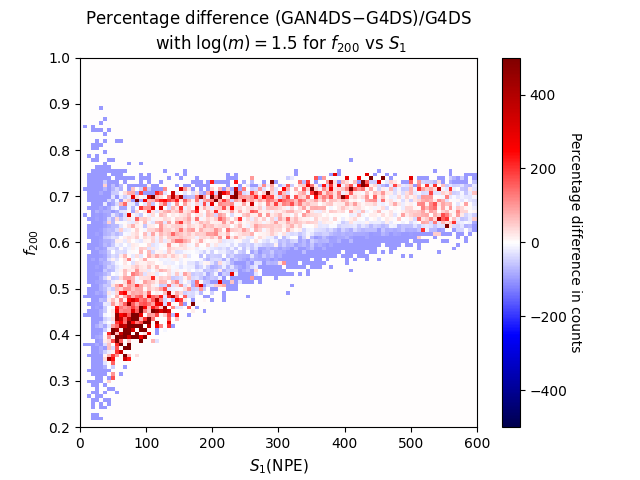 Percentage difference (GAN4DS−G4DS)/G4DS
with log(m) = 1.5 for f₂₀₀ vs S₁
1.0
0.9
0.8
0.7
0.6
0.5
0.4
0.3
0.2
f₂₀₀
0 100 200 300 400 500 600
S₁(NPE)
400
200
0
−200
−400
Percentage difference in counts